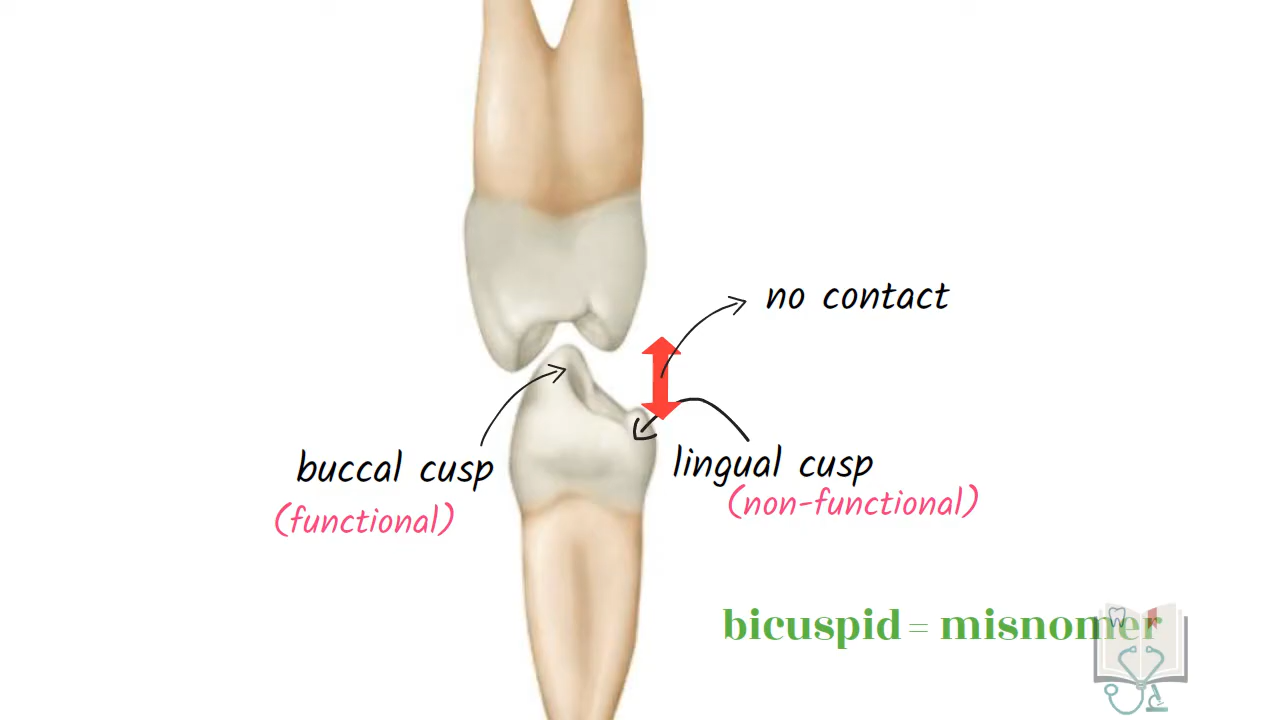 no contact
buccal cusp
(functional)
lingual cusp
(non-functional)
bicuspid = misnomer